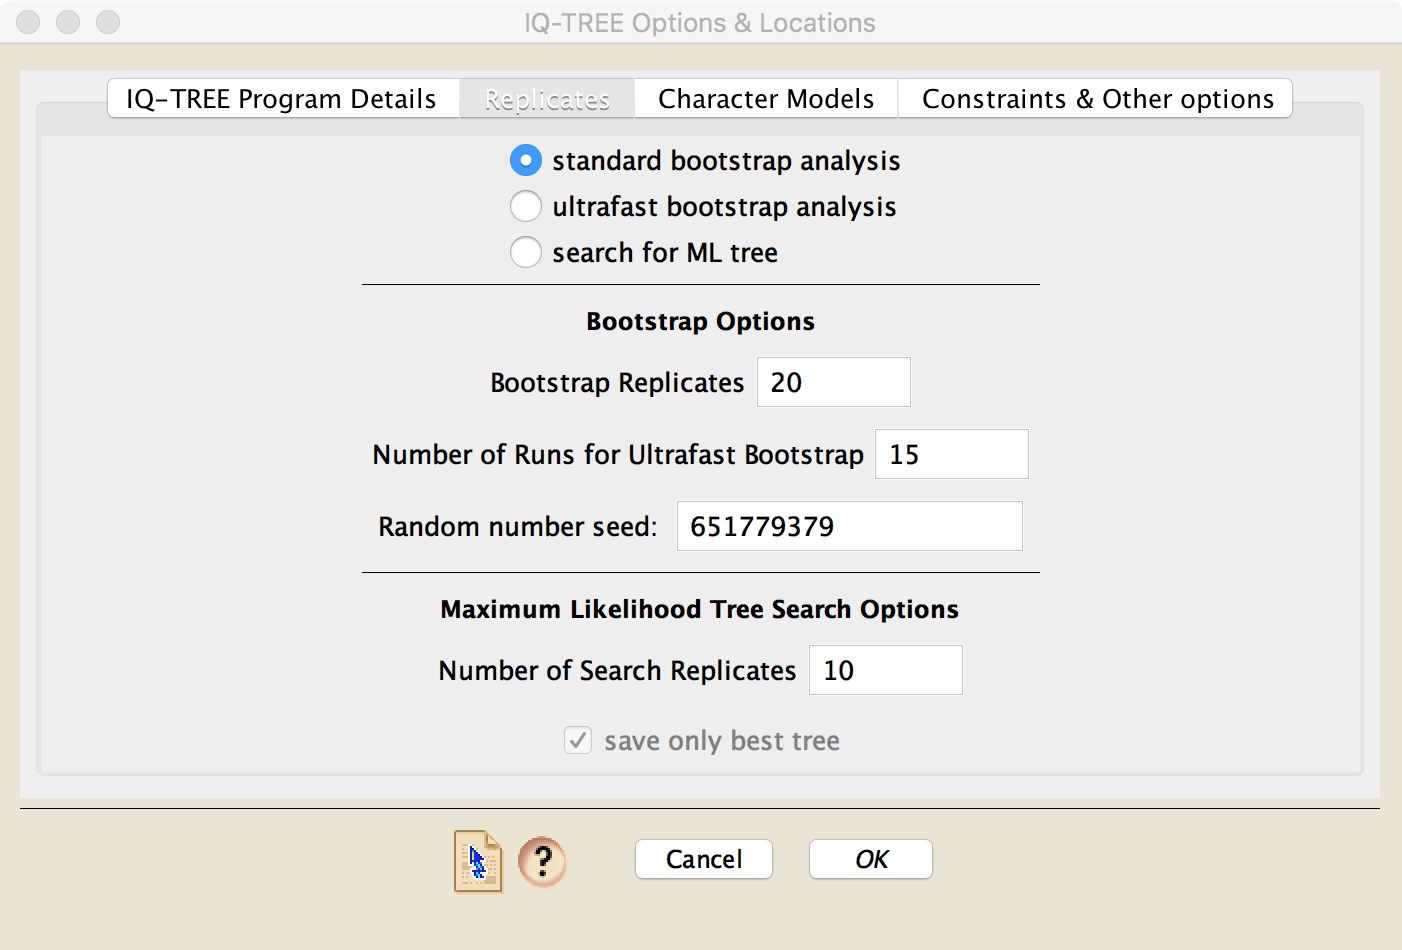 IQ-TREE Options & Locations
IQ-TREE Program Details Replicates Character Models Constraints & Other options
standard bootstrap analysis
ultrafast bootstrap analysis
search for ML tree
Bootstrap Options
Bootstrap Replicates 20
Number of Runs for Ultrafast Bootstrap 15
Random number seed: 651779379
Maximum Likelihood Tree Search Options
Number of Search Replicates 10
save only best tree
? Cancel OK